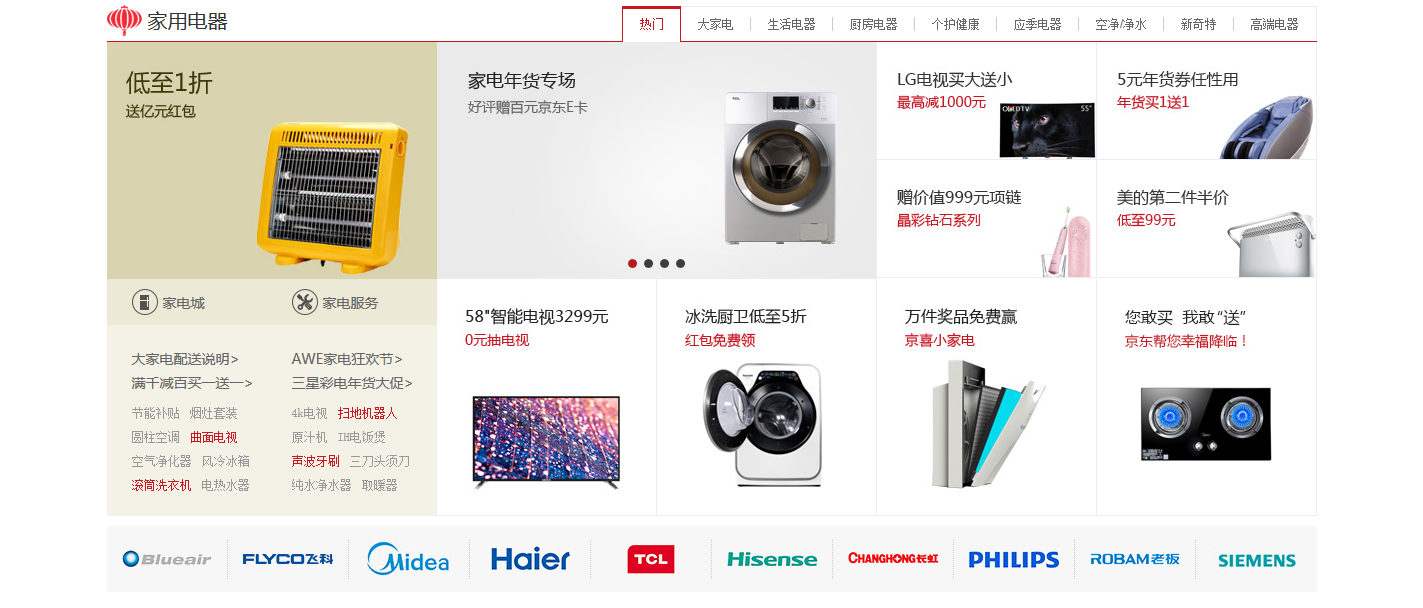 家用电器
热门 大家电 生活电器 厨房电器 个护健康 应季电器 空净/净水 新奇特 高端电器
低至1折
送亿元红包
家电年货专场
好评赠百元京东E卡
TCL
LG电视买大送小
最高减1000元
OLEDTV 55"
5元年货券任性用
年货买1送1
赠价值999元项链
晶彩钻石系列
美的第二件半价
低至99元
家电城 家电服务
大家电配送说明> AWE家电狂欢节>
满千减百买一送一> 三星彩电年货大促>
节能补贴 烟灶套装 4k电视 扫地机器人
圆柱空调 曲面电视 原汁机 IH电饭煲
空气净化器 风冷冰箱 声波牙刷 三刀头须刀
滚筒洗衣机 电热水器 纯水净水器 取暖器
58"智能电视3299元
0元抽电视
冰洗厨卫低至5折
红包免费领
万件奖品免费赢
京喜小家电
您敢买 我敢“送”
京东帮您幸福降临！
Blueair FLYCO飞科 Midea Haier TCL Hisense CHANGHONG长虹 PHILIPS ROBAM老板 SIEMENS